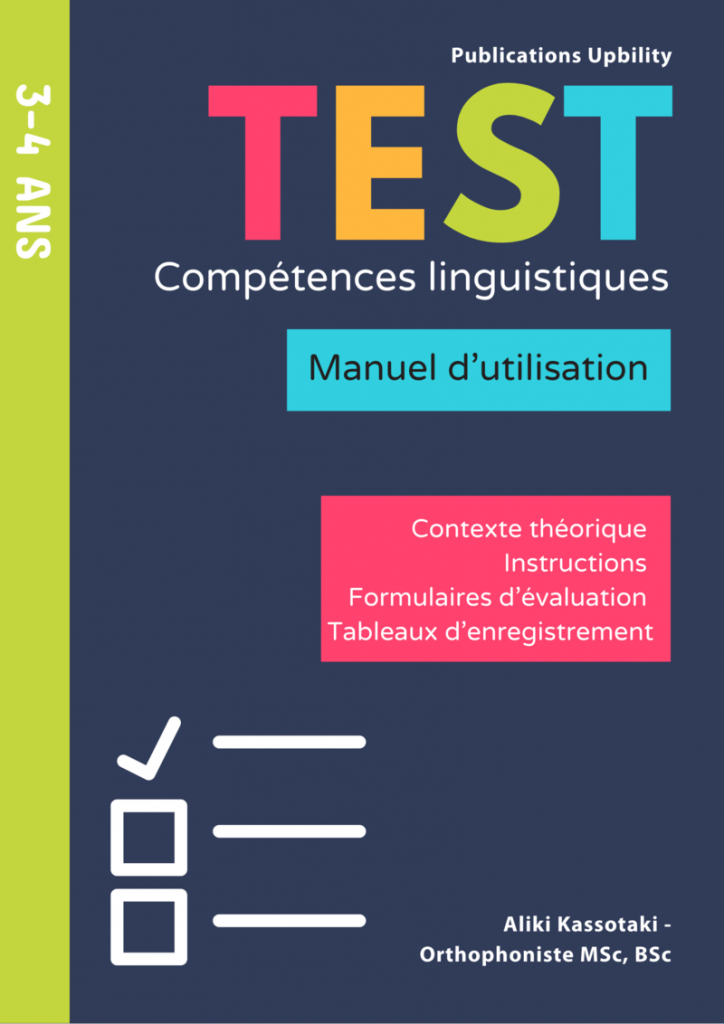 Publications Upbility
3-4 ANS
TEST
Compétences linguistiques
Manuel d’utilisation
Contexte théorique
Instructions
Formulaires d’évaluation
Tableaux d’enregistrement
Aliki Kassotaki -
Orthophoniste MSc, BSc